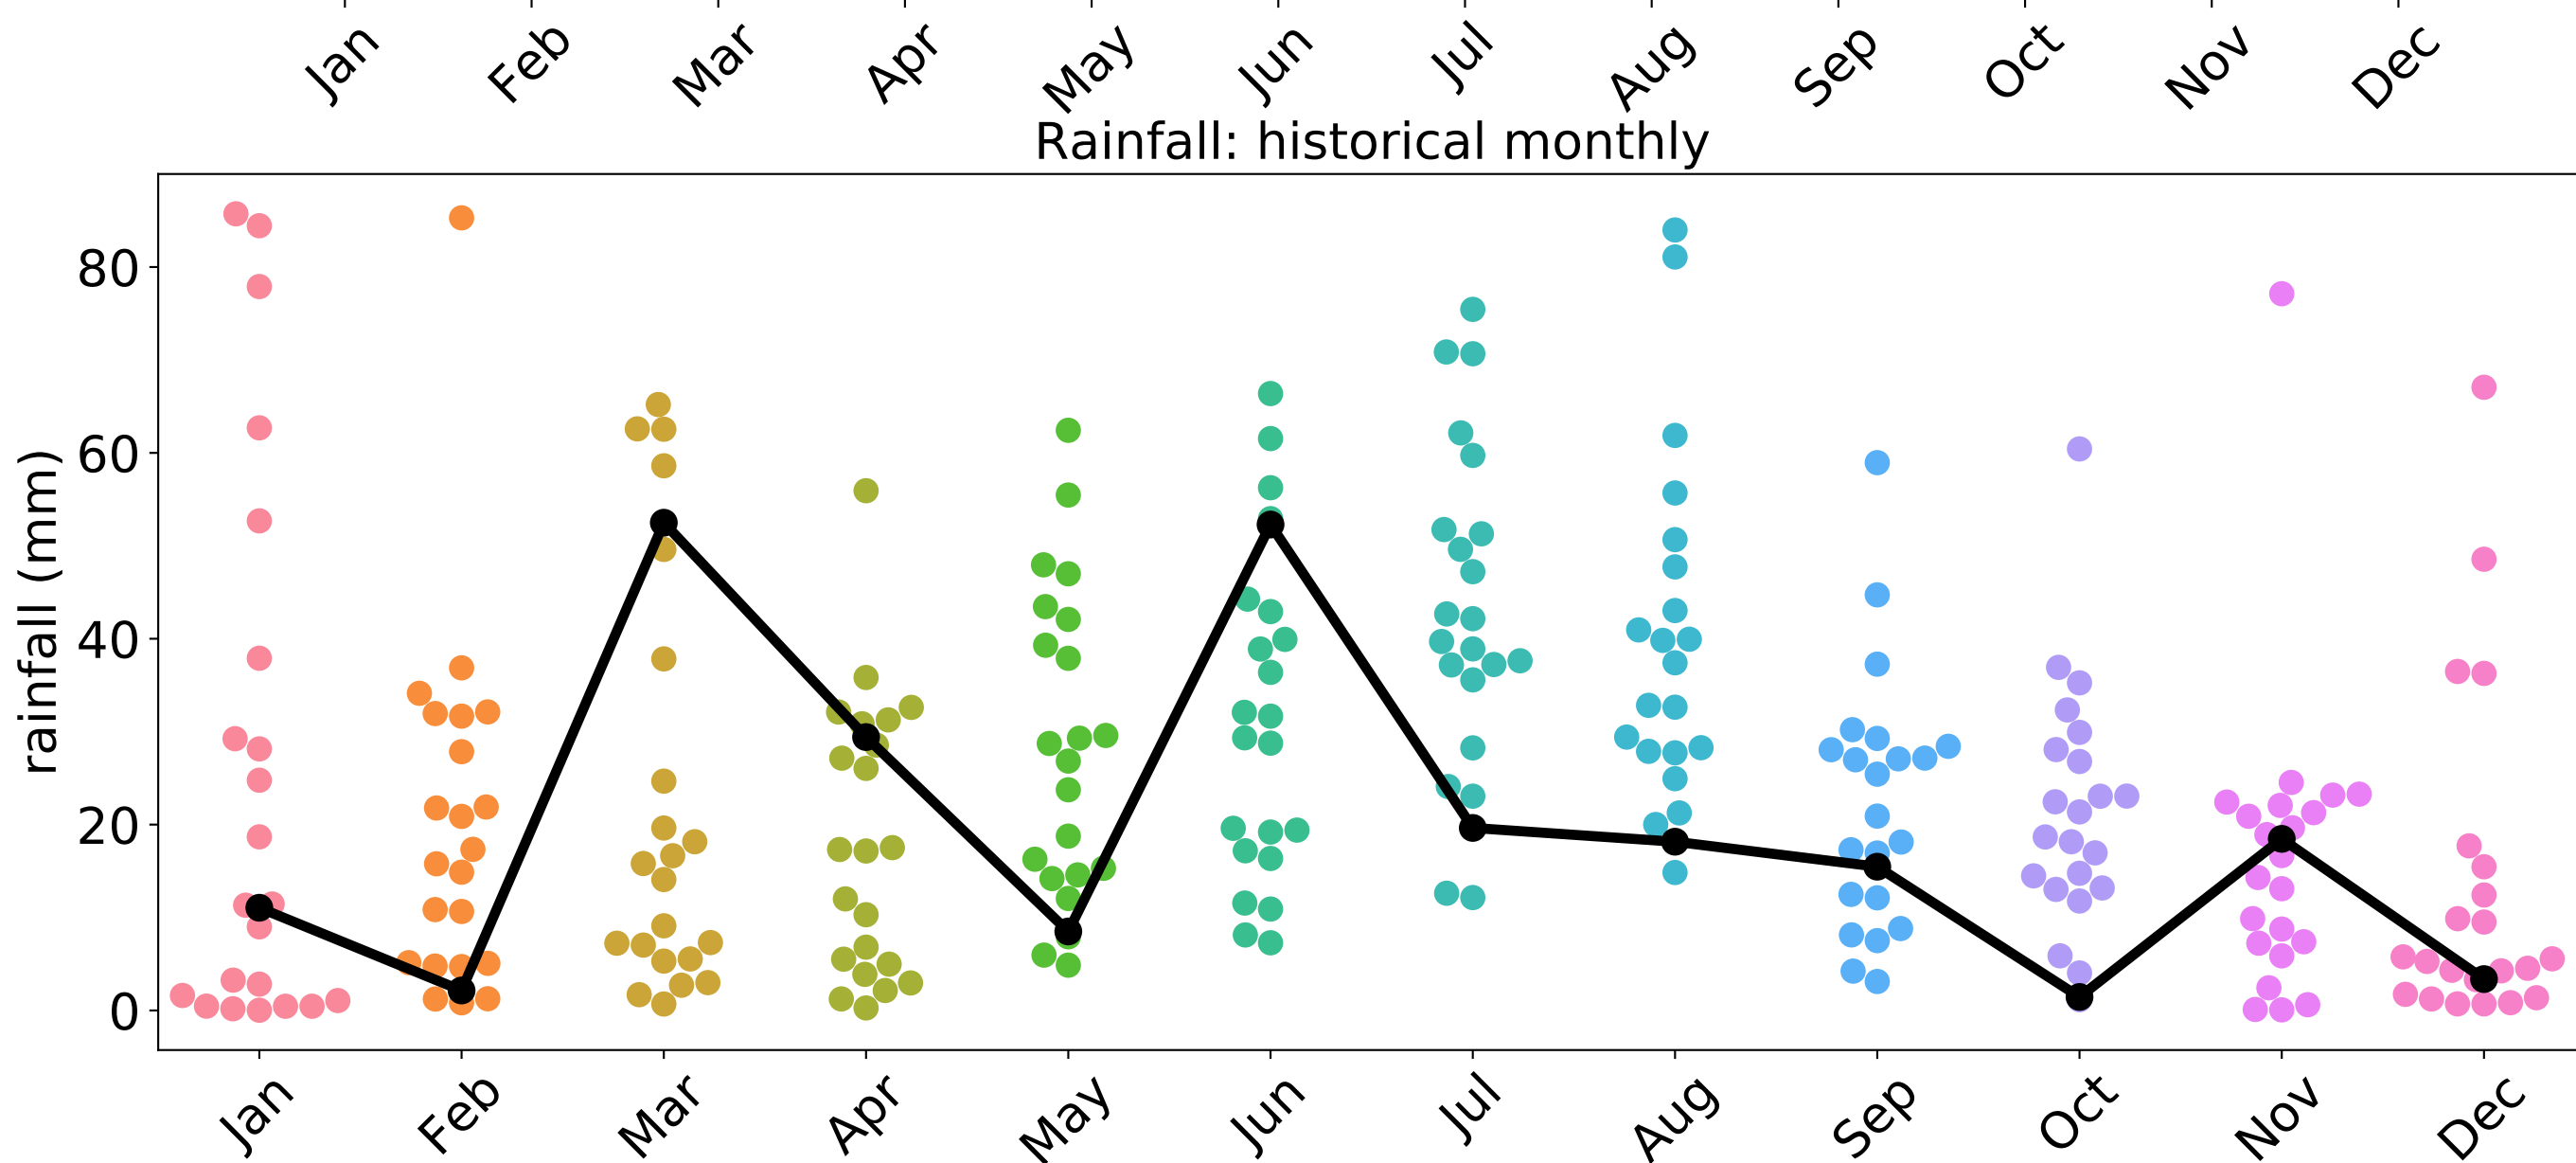 Jan Feb Mar Apr May Jun Jul Aug Sep Oct Nov Dec
Rainfall: historical monthly
rainfall (mm)
80
60
40
20
0
Jan Feb Mar Apr May Jun Jul Aug Sep Oct Nov Dec